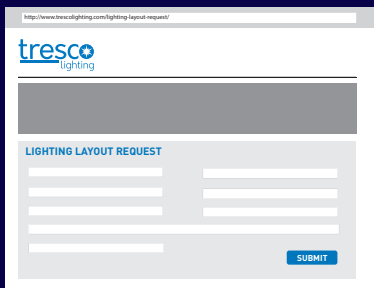 http://www.trescolighting.com/lighting-layout-request/
tresco
lighting
LIGHTING LAYOUT REQUEST
SUBMIT